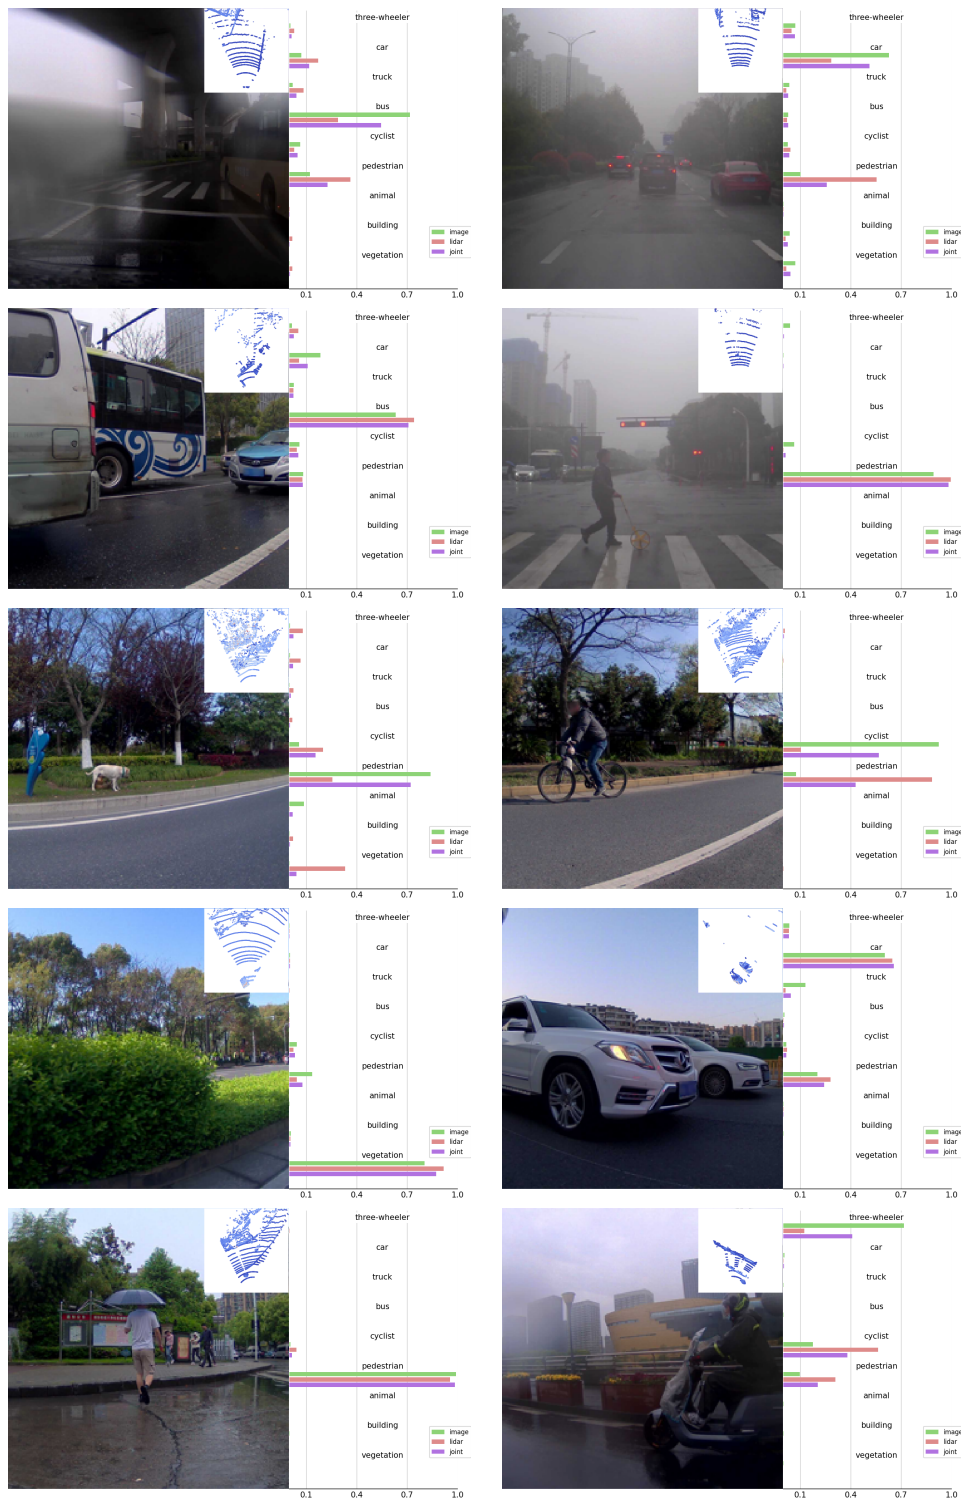 three-wheeler
car
truck
bus
cyclist
pedestrian
animal
building
vegetation
image
lidar
joint
0.1 0.4 0.7 1.0
three-wheeler
car
truck
bus
cyclist
pedestrian
animal
building
vegetation
image
lidar
joint
0.1 0.4 0.7 1.0
three-wheeler
car
truck
bus
cyclist
pedestrian
animal
building
vegetation
image
lidar
joint
0.1 0.4 0.7 1.0
three-wheeler
car
truck
bus
cyclist
pedestrian
animal
building
vegetation
image
lidar
joint
0.1 0.4 0.7 1.0
three-wheeler
car
truck
bus
cyclist
pedestrian
animal
building
vegetation
image
lidar
joint
0.1 0.4 0.7 1.0
three-wheeler
car
truck
bus
cyclist
pedestrian
animal
building
vegetation
image
lidar
joint
0.1 0.4 0.7 1.0
three-wheeler
car
truck
bus
cyclist
pedestrian
animal
building
vegetation
image
lidar
joint
0.1 0.4 0.7 1.0
three-wheeler
car
truck
bus
cyclist
pedestrian
animal
building
vegetation
image
lidar
joint
0.1 0.4 0.7 1.0
three-wheeler
car
truck
bus
cyclist
pedestrian
animal
building
vegetation
image
lidar
joint
0.1 0.4 0.7 1.0
three-wheeler
car
truck
bus
cyclist
pedestrian
animal
building
vegetation
image
lidar
joint
0.1 0.4 0.7 1.0